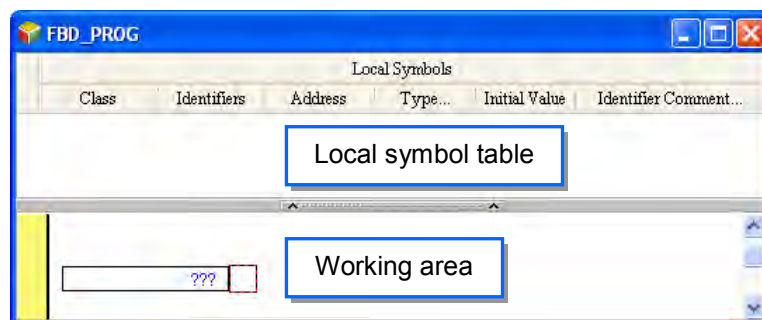 FBD_PROG
Local Symbols
Class Identifiers Address Type... Initial Value Identifier Comment...
Local symbol table
Working area
???